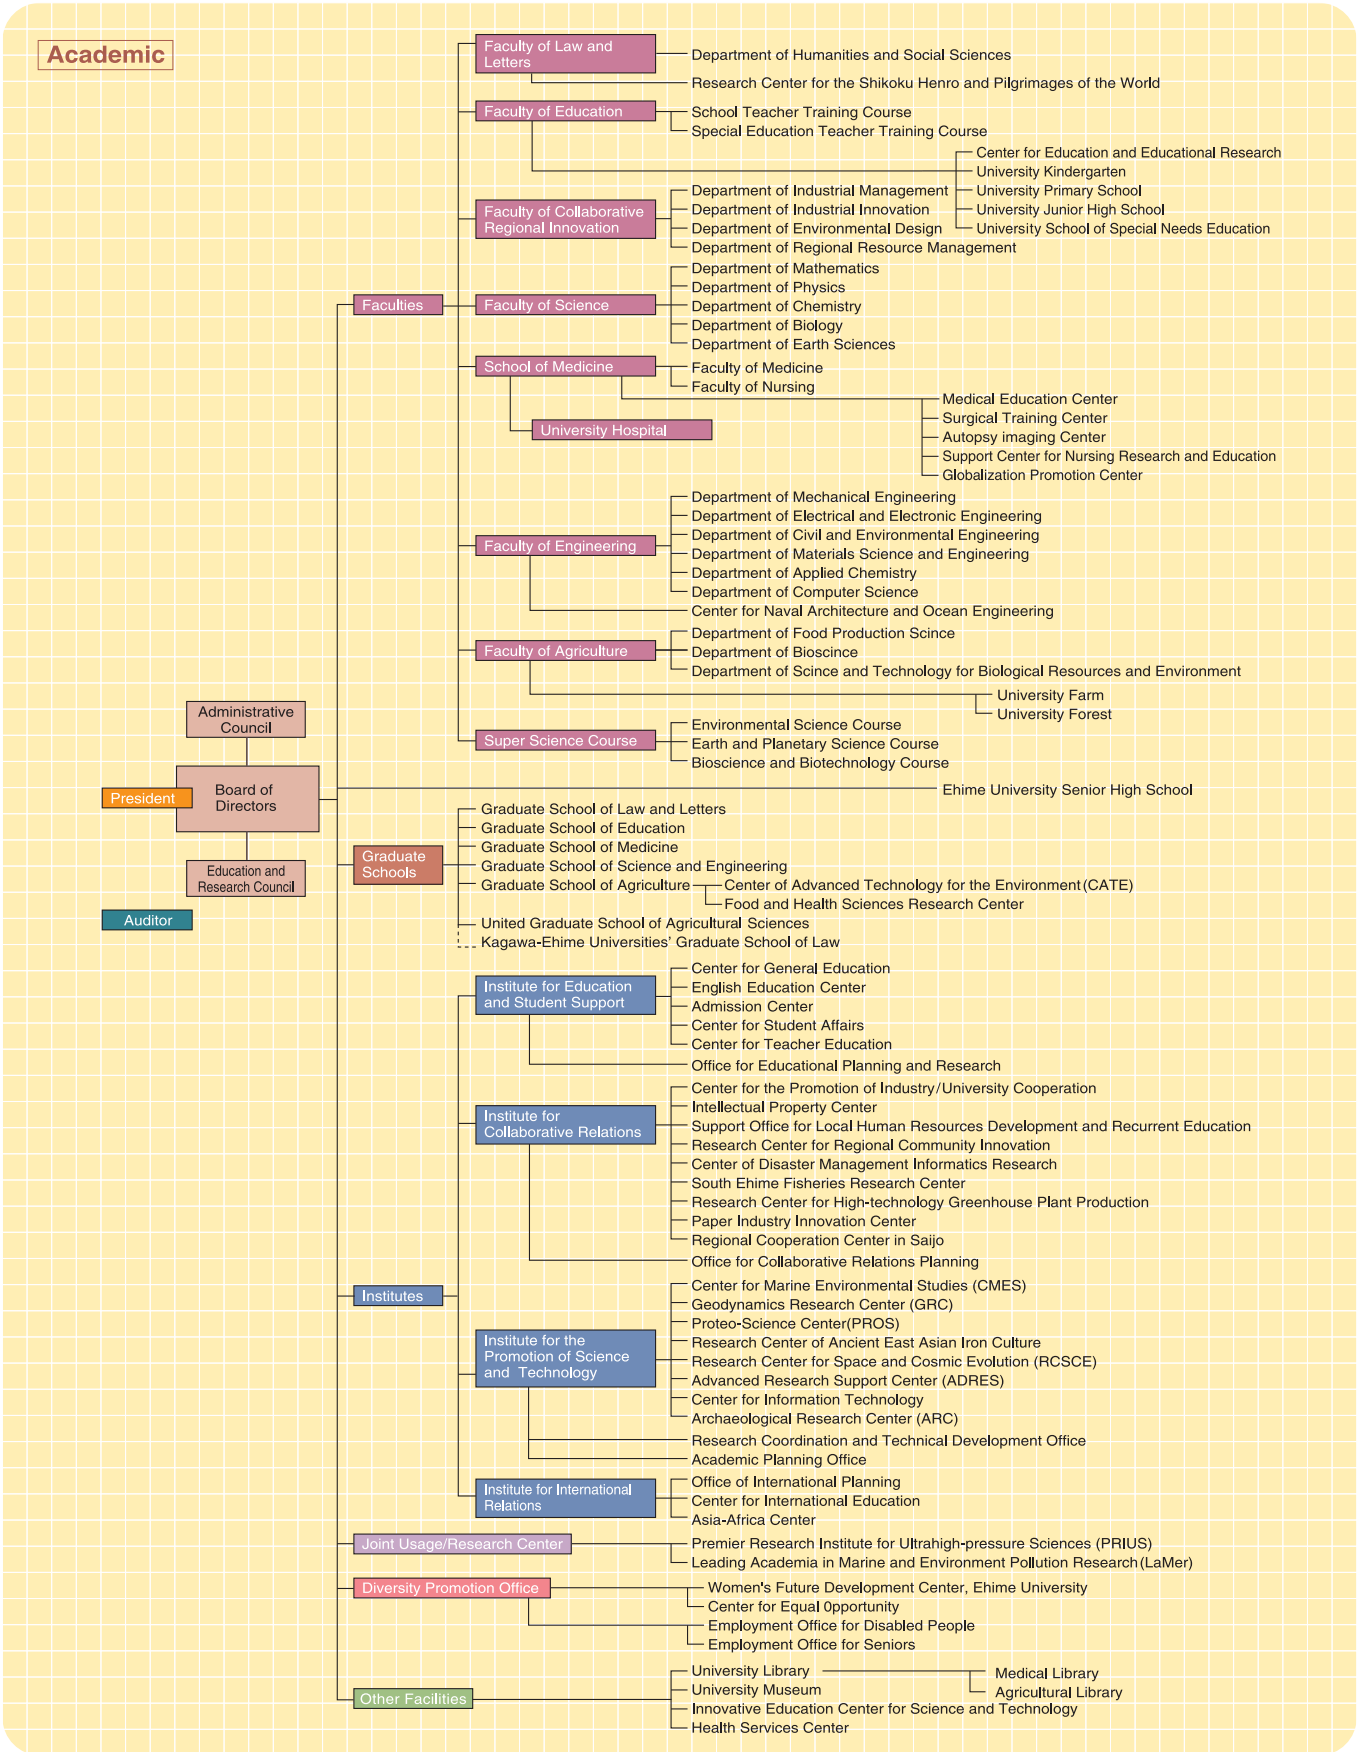 Academic
Faculty of Law and
Letters
Department of Humanities and Social Sciences
Research Center for the Shikoku Henro and Pilgrimages of the World
Faculty of Education
School Teacher Training Course
Special Education Teacher Training Course
Center for Education and Educational Research
University Kindergarten
University Primary School
University Junior High School
University School of Special Needs Education
Faculty of Collaborative
Regional Innovation
Department of Industrial Management
Department of Industrial Innovation
Department of Environmental Design
Department of Regional Resource Management
Faculties
Faculty of Science
Department of Mathematics
Department of Physics
Department of Chemistry
Department of Biology
Department of Earth Sciences
School of Medicine
Faculty of Medicine
Faculty of Nursing
University Hospital
Medical Education Center
Surgical Training Center
Autopsy imaging Center
Support Center for Nursing Research and Education
Globalization Promotion Center
Faculty of Engineering
Department of Mechanical Engineering
Department of Electrical and Electronic Engineering
Department of Civil and Environmental Engineering
Department of Materials Science and Engineering
Department of Applied Chemistry
Department of Computer Science
Center for Naval Architecture and Ocean Engineering
Faculty of Agriculture
Department of Food Production Scince
Department of Bioscince
Department of Scince and Technology for Biological Resources and Environment
University Farm
University Forest
Super Science Course
Environmental Science Course
Earth and Planetary Science Course
Bioscience and Biotechnology Course
Administrative
Council
President
Board of
Directors
Education and
Research Council
Auditor
Ehime University Senior High School
Graduate
Schools
Graduate School of Law and Letters
Graduate School of Education
Graduate School of Medicine
Graduate School of Science and Engineering
Graduate School of Agriculture
Center of Advanced Technology for the Environment(CATE)
Food and Health Sciences Research Center
United Graduate School of Agricultural Sciences
Kagawa-Ehime Universities' Graduate School of Law
Institute for Education
and Student Support
Center for General Education
English Education Center
Admission Center
Center for Student Affairs
Center for Teacher Education
Office for Educational Planning and Research
Institute for
Collaborative Relations
Center for the Promotion of Industry/University Cooperation
Intellectual Property Center
Support Office for Local Human Resources Development and Recurrent Education
Research Center for Regional Community Innovation
Center of Disaster Management Informatics Research
South Ehime Fisheries Research Center
Research Center for High-technology Greenhouse Plant Production
Paper Industry Innovation Center
Regional Cooperation Center in Saijo
Office for Collaborative Relations Planning
Institutes
Institute for the
Promotion of Science
and Technology
Center for Marine Environmental Studies (CMES)
Geodynamics Research Center (GRC)
Proteo-Science Center(PROS)
Research Center of Ancient East Asian Iron Culture
Research Center for Space and Cosmic Evolution (RCSCE)
Advanced Research Support Center (ADRES)
Center for Information Technology
Archaeological Research Center (ARC)
Research Coordination and Technical Development Office
Academic Planning Office
Institute for International
Relations
Office of International Planning
Center for International Education
Asia-Africa Center
Joint Usage/Research Center
Premier Research Institute for Ultrahigh-pressure Sciences (PRIUS)
Leading Academia in Marine and Environment Pollution Research(LaMer)
Diversity Promotion Office
Women's Future Development Center, Ehime University
Center for Equal 0pportunity
Employment Office for Disabled People
Employment Office for Seniors
Other Facilities
University Library
Medical Library
Agricultural Library
University Museum
Innovative Education Center for Science and Technology
Health Services Center